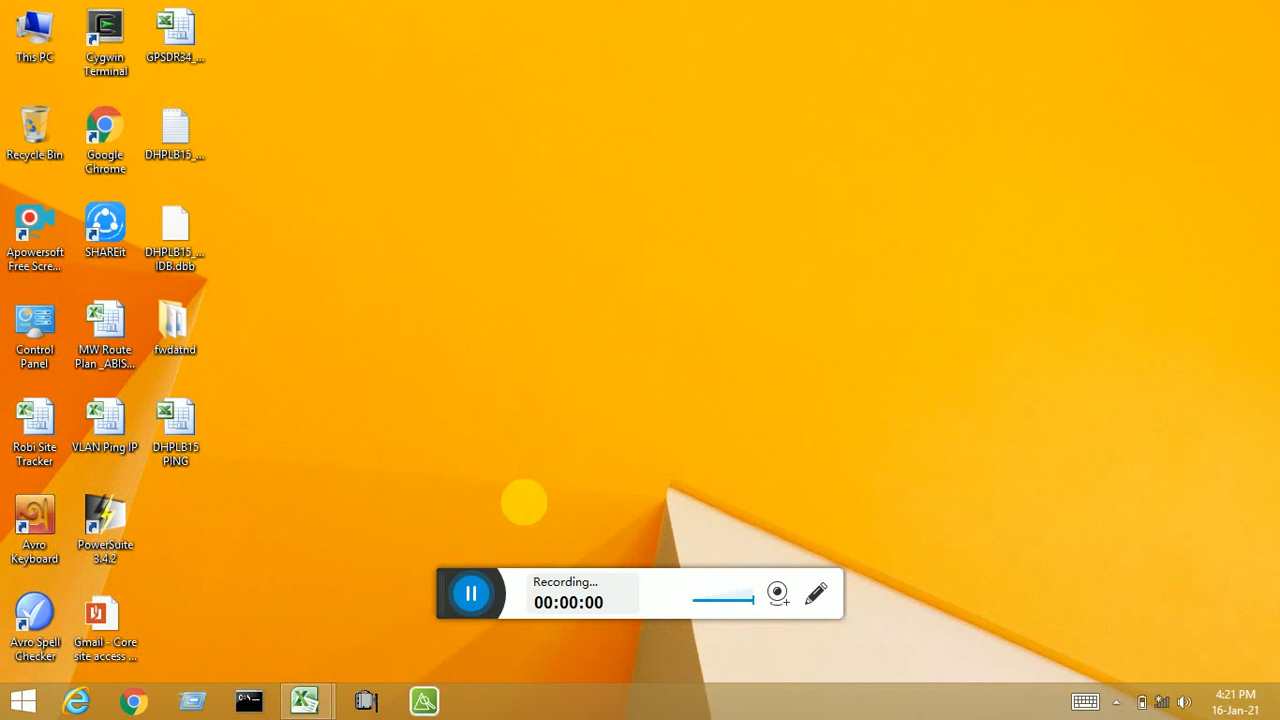 This PC
Cygwin
Terminal
GPSDR34_...
Recycle Bin
Google
Chrome
DHPLB15_...
Apowersoft
Free Scre...
SHAREit
DHPLB15_...
IDB.dbb
Control
Panel
MW Route
Plan _ABIS...
fwdatnd
Robi Site
Tracker
VLAN Ping IP
DHPLB15
PING
Avro
Keyboard
PowerSuite
3.4.2
Avro Spell
Checker
Gmail - Core
site access ...
Recording...
00:00:00
C:\.
4:21 PM
16-Jan-21